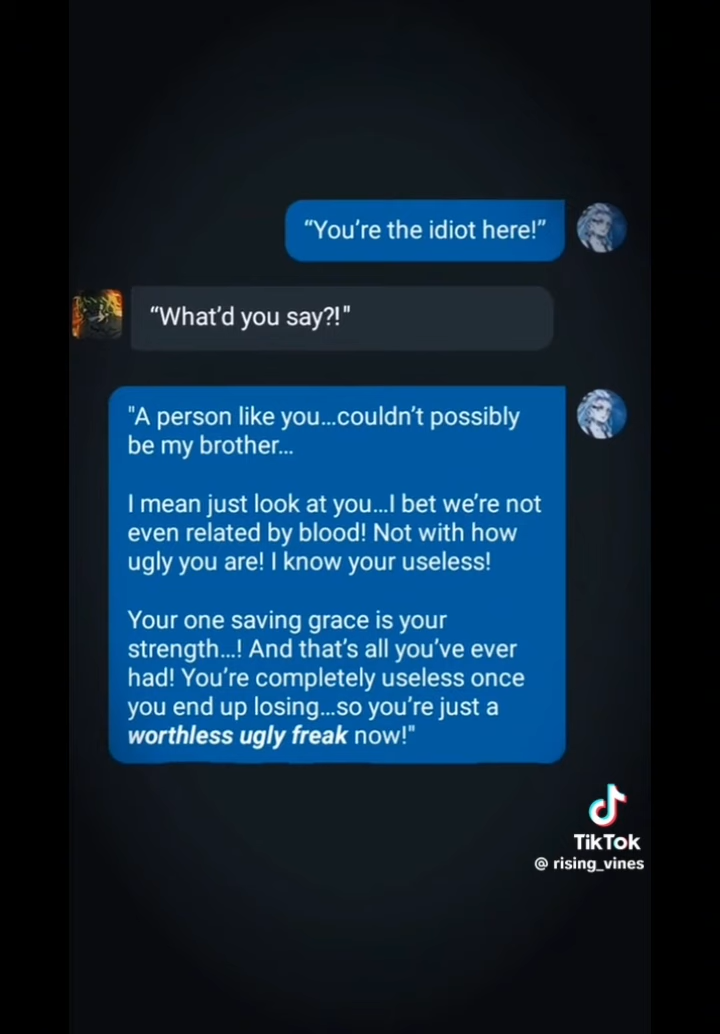 “You’re the idiot here!”
“What’d you say?!"
"A person like you...couldn’t possibly
be my brother...
I mean just look at you...I bet we’re not
even related by blood! Not with how
ugly you are! I know your useless!
Your one saving grace is your
strength...! And that’s all you’ve ever
had! You’re completely useless once
you end up losing...so you’re just a
worthless ugly freak now!"
TikTok
@ rising_vines